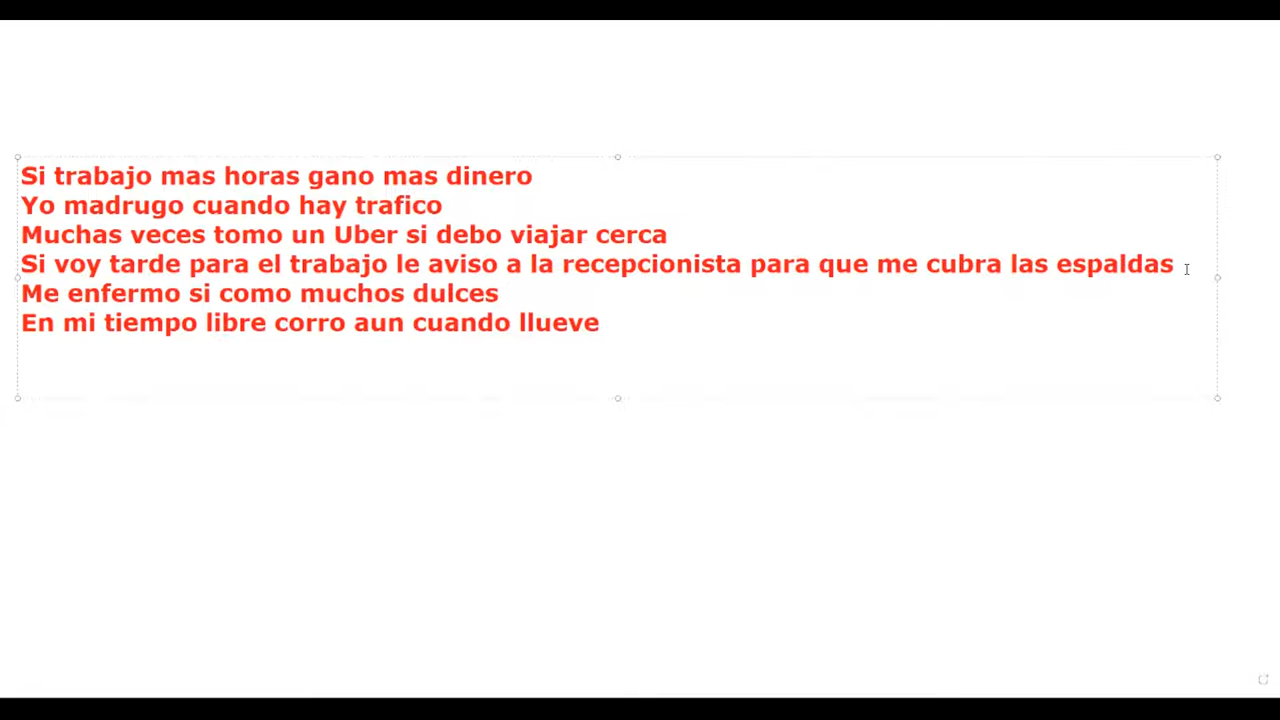 Si trabajo mas horas gano mas dinero
Yo madrugo cuando hay trafico
Muchas veces tomo un Uber si debo viajar cerca
Si voy tarde para el trabajo le aviso a la recepcionista para que me cubra las espaldas
Me enfermo si como muchos dulces
En mi tiempo libre corro aun cuando llueve